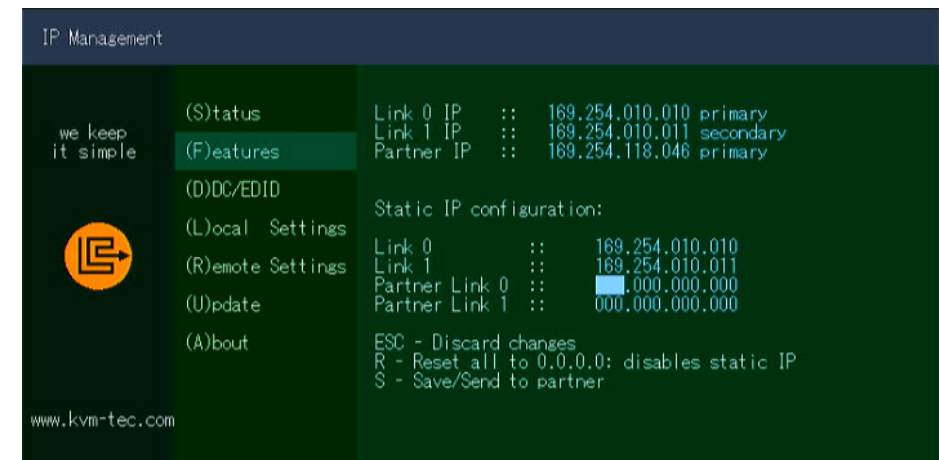 IP Management
we keep
it simple
www.kvm-tec.com
(S)tatus
(F)eatures
(D)DC/EDID
(L)ocal Settings
(R)emote Settings
(U)pdate
(A)bout
Link 0 IP :: 169.254.010.010 primary
Link 1 IP :: 169.254.010.011 secondary
Partner IP :: 169.254.118.046 primary
Static IP configuration:
Link 0 :: 169.254.010.010
Link 1 :: 169.254.010.011
Partner Link 0 :: .000.000.000
Partner Link 1 :: 000.000.000.000
ESC - Discard changes
R - Reset all to 0.0.0.0: disables static IP
S - Save/Send to partner